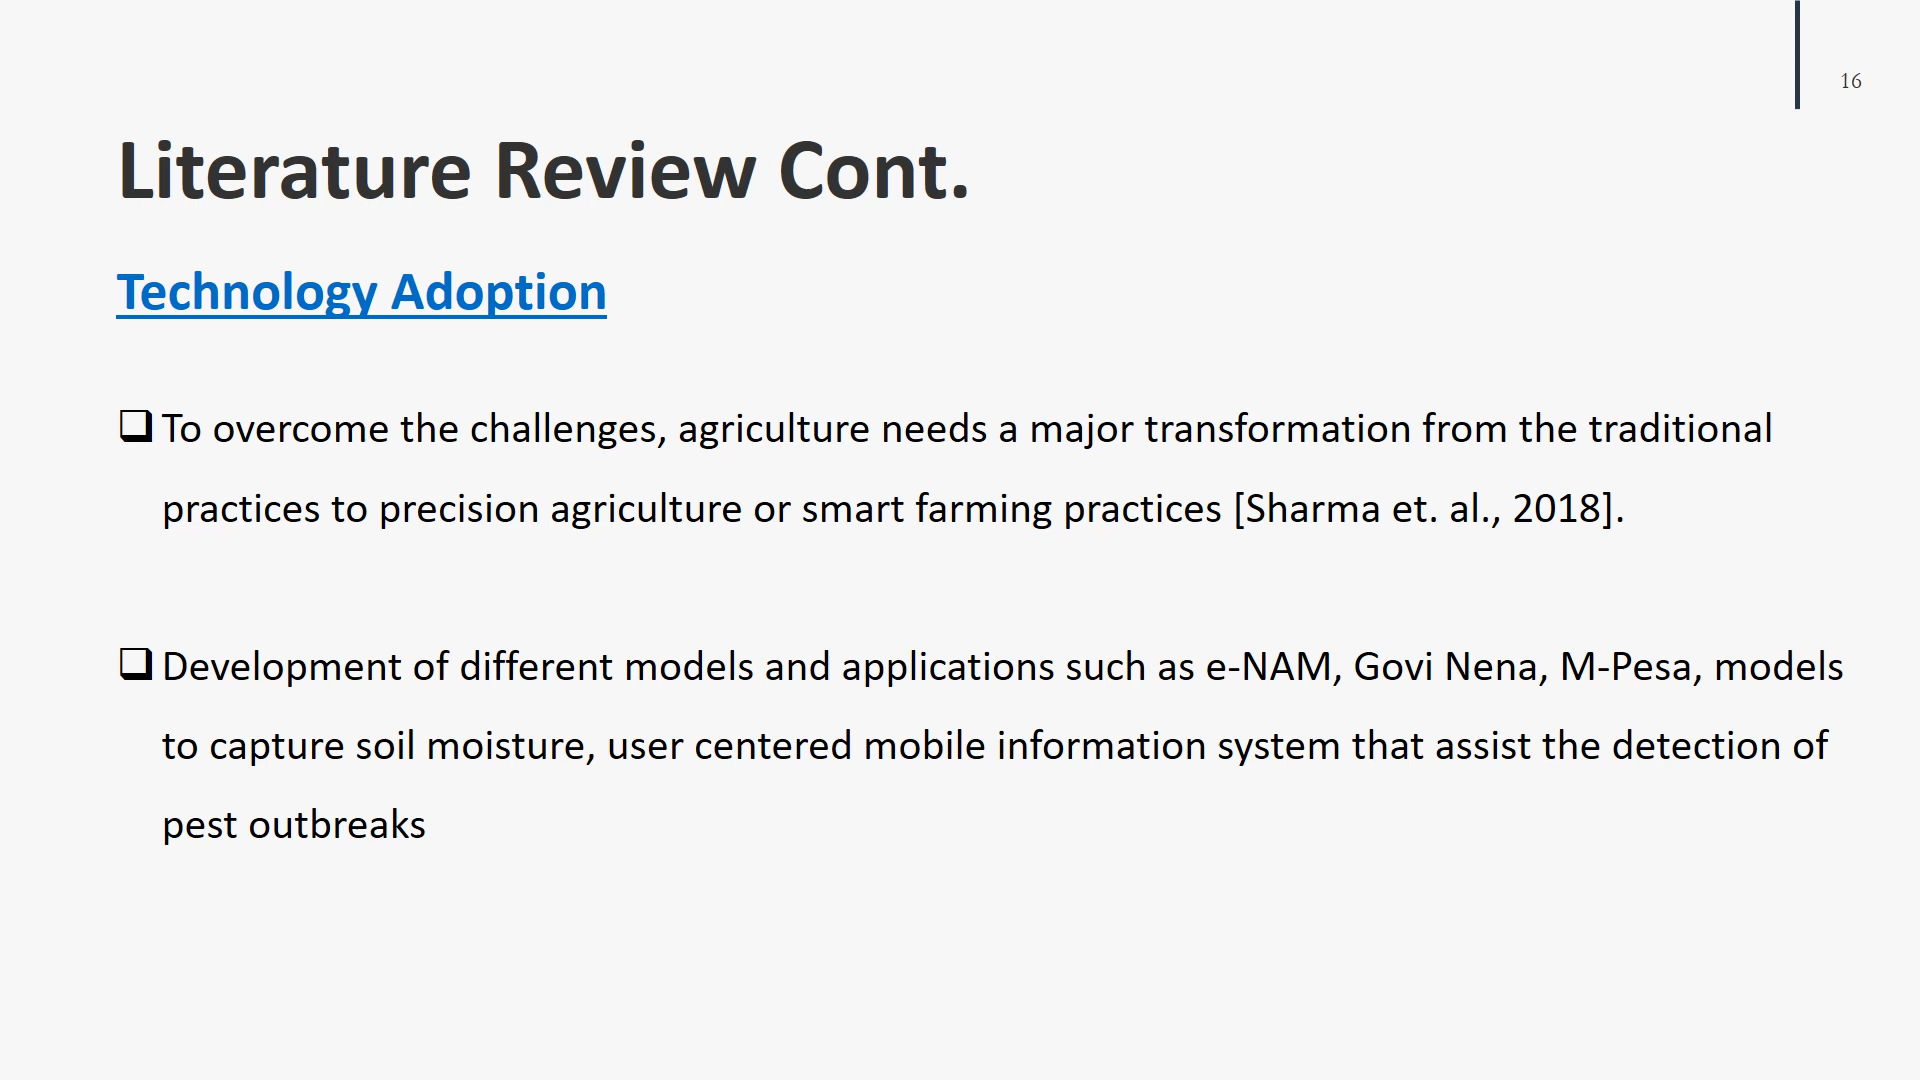 16
Literature Review Cont.
Technology Adoption
❑ To overcome the challenges, agriculture needs a major transformation from the traditional
practices to precision agriculture or smart farming practices [Sharma et. al., 2018].
❑ Development of different models and applications such as e-NAM, Govi Nena, M-Pesa, models
to capture soil moisture, user centered mobile information system that assist the detection of
pest outbreaks